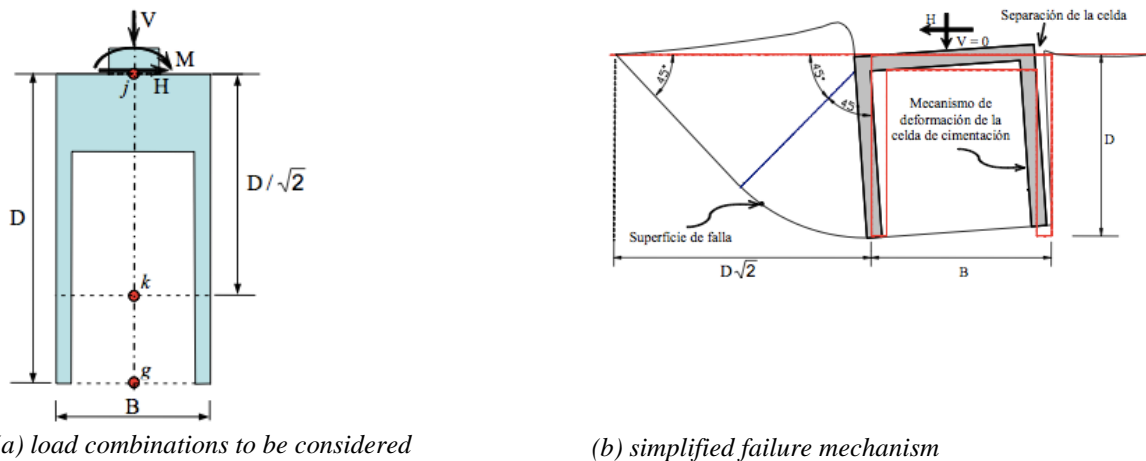 V
M
j
H
D
D/√2
k
g
B
(a) load combinations to be considered
H
V = 0
Separación de la celda
45°
45°
45°
Mecanismo de
deformación de la
celda de cimentación
D
Superficie de falla
D√2
B
(b) simplified failure mechanism